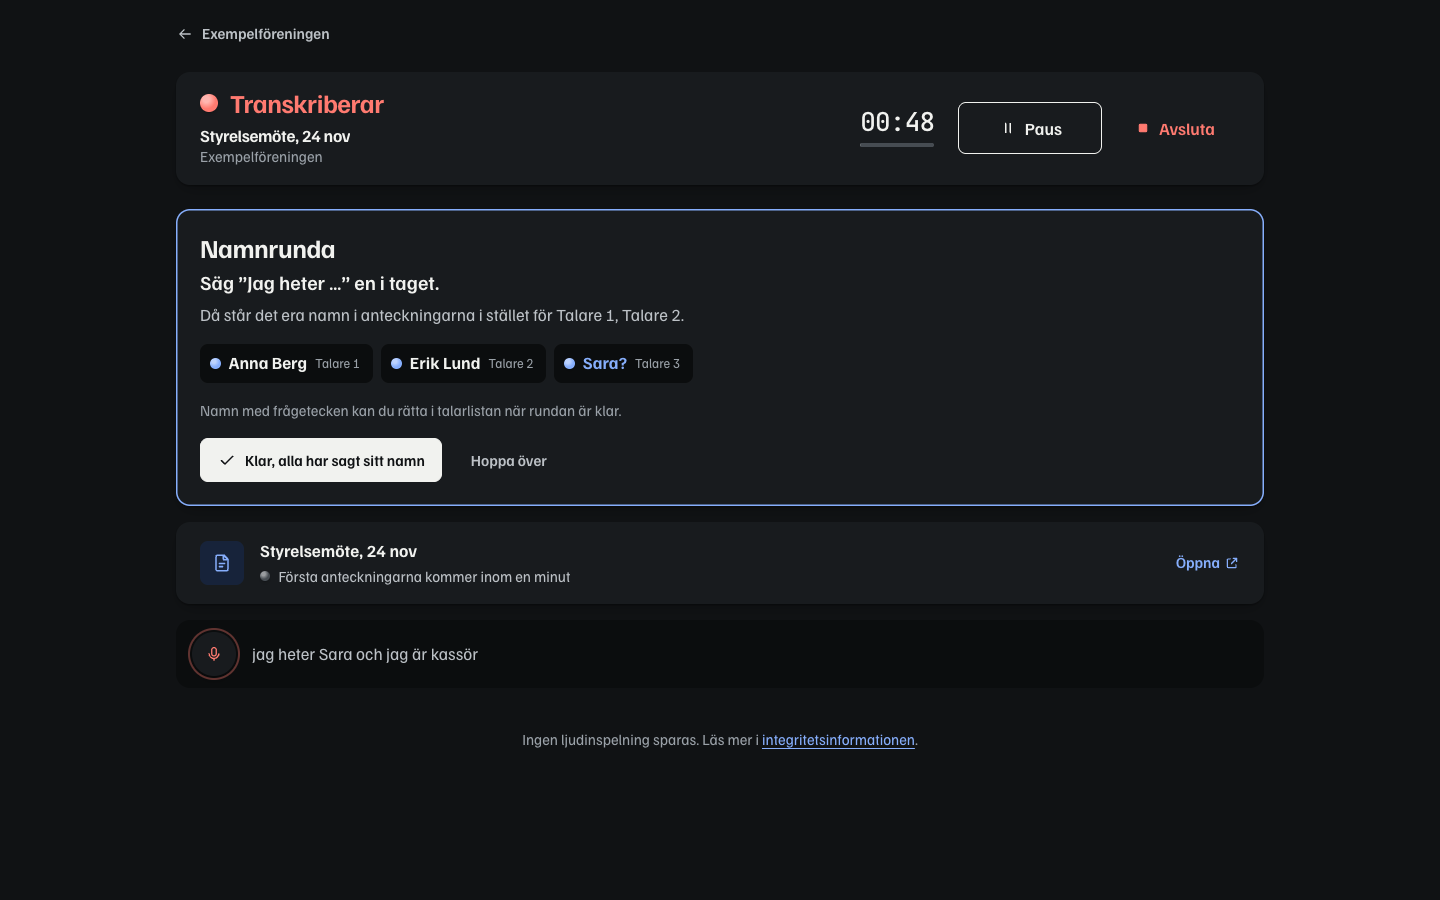 Exempelföreningen
Transkriberar
Styrelsemöte, 24 nov
Exempelföreningen
00:48
Paus
Avsluta
Namnrunda
Säg ”Jag heter …” en i taget.
Då står det era namn i anteckningarna i stället för Talare 1, Talare 2.
Anna Berg Talare 1 Erik Lund Talare 2 Sara? Talare 3
Namn med frågetecken kan du rätta i talarlistan när rundan är klar.
Klar, alla har sagt sitt namn Hoppa över
Styrelsemöte, 24 nov
Första anteckningarna kommer inom en minut
Öppna
jag heter Sara och jag är kassör
Ingen ljudinspelning sparas. Läs mer i integritetsinformationen.